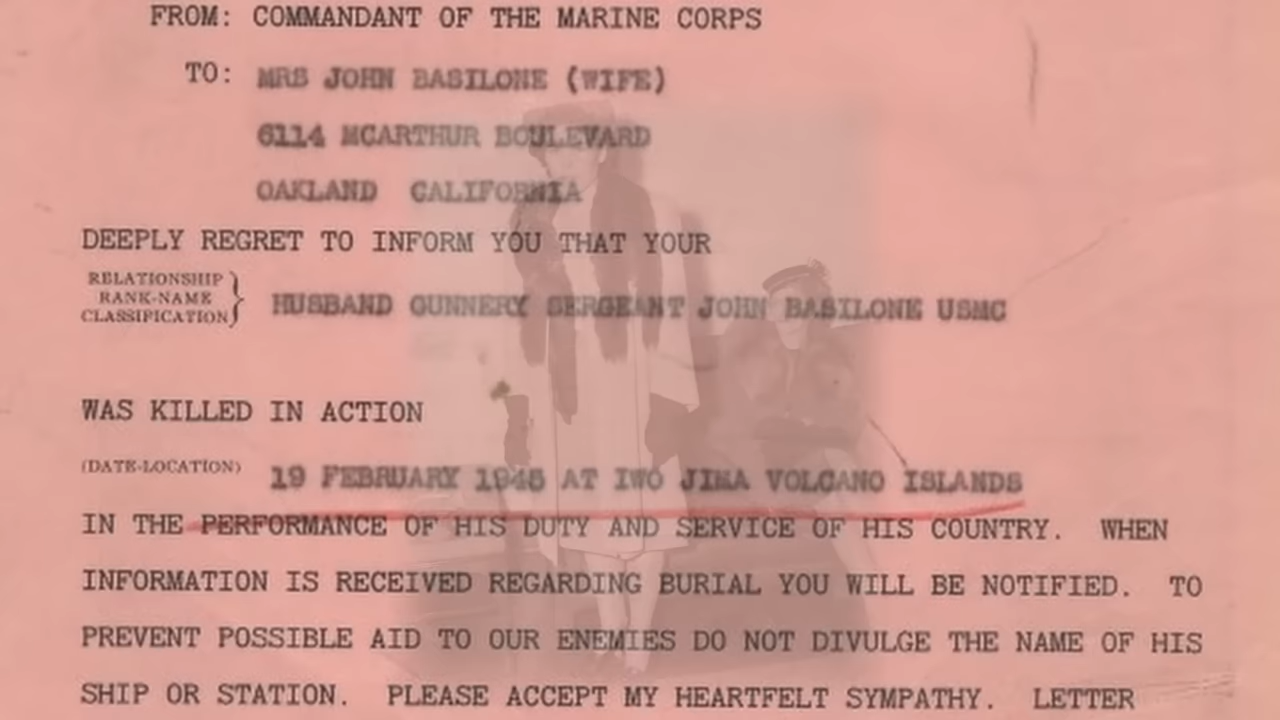 FROM: COMMANDANT OF THE MARINE CORPS
TO: MRS JOHN BASILONE (WIFE)
6114 MCARTHUR BOULEVARD
OAKLAND CALIFORNIA
DEEPLY REGRET TO INFORM YOU THAT YOUR
RELATIONSHIP
RANK-NAME
CLASSIFICATION
HUSBAND GUNNERY SERGEANT JOHN BASILONE USMC
WAS KILLED IN ACTION
(DATE-LOCATION) 19 FEBRUARY 1945 AT IWO JIMA VOLCANO ISLANDS
IN THE PERFORMANCE OF HIS DUTY AND SERVICE OF HIS COUNTRY. WHEN
INFORMATION IS RECEIVED REGARDING BURIAL YOU WILL BE NOTIFIED. TO
PREVENT POSSIBLE AID TO OUR ENEMIES DO NOT DIVULGE THE NAME OF HIS
SHIP OR STATION. PLEASE ACCEPT MY HEARTFELT SYMPATHY. LETTER